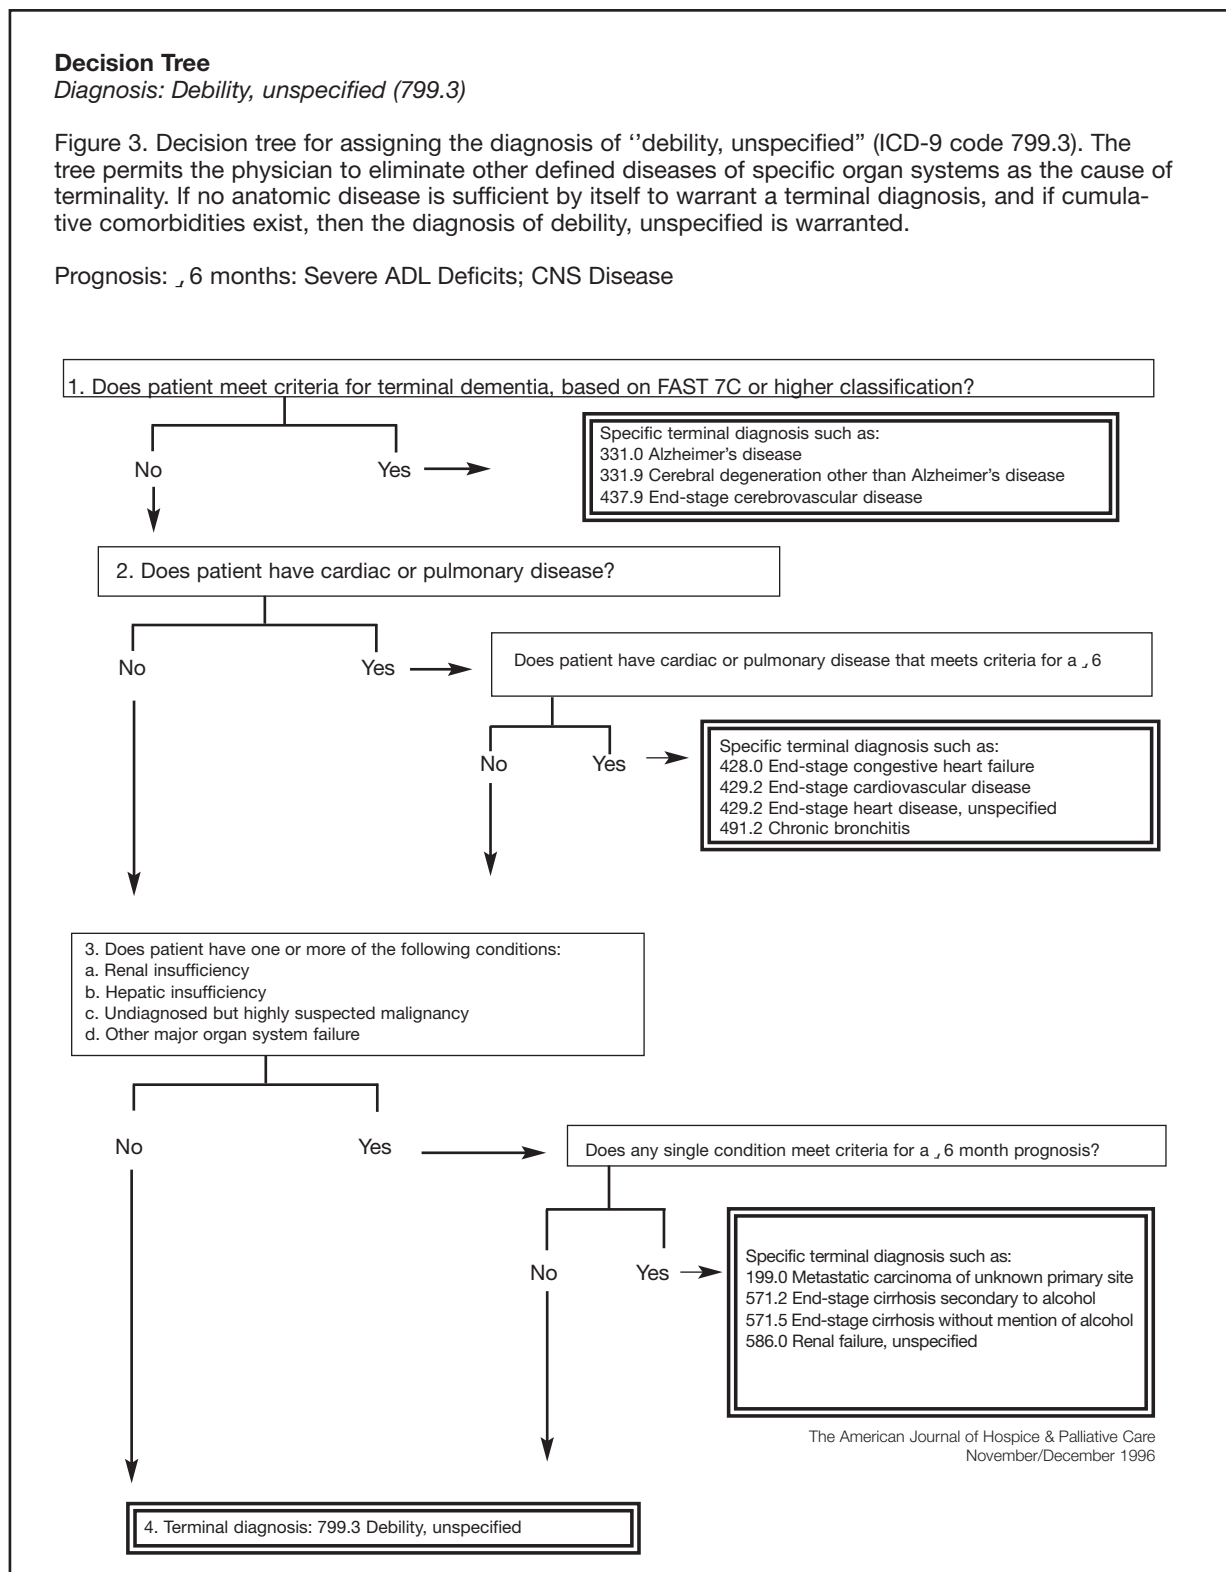 Decision Tree
Diagnosis: Debility, unspecified (799.3)
Figure 3. Decision tree for assigning the diagnosis of ‘’debility, unspecified” (ICD-9 code 799.3). The
tree permits the physician to eliminate other defined diseases of specific organ systems as the cause of
terminality. If no anatomic disease is sufficient by itself to warrant a terminal diagnosis, and if cumula-
tive comorbidities exist, then the diagnosis of debility, unspecified is warranted.
Prognosis: 6 months: Severe ADL Deficits; CNS Disease
1. Does patient meet criteria for terminal dementia, based on FAST 7C or higher classification?
No
Yes
Specific terminal diagnosis such as:
331.0 Alzheimer’s disease
331.9 Cerebral degeneration other than Alzheimer’s disease
437.9 End-stage cerebrovascular disease
2. Does patient have cardiac or pulmonary disease?
No
Yes
Does patient have cardiac or pulmonary disease that meets criteria for a 6
No
Yes
Specific terminal diagnosis such as:
428.0 End-stage congestive heart failure
429.2 End-stage cardiovascular disease
429.2 End-stage heart disease, unspecified
491.2 Chronic bronchitis
3. Does patient have one or more of the following conditions:
a. Renal insufficiency
b. Hepatic insufficiency
c. Undiagnosed but highly suspected malignancy
d. Other major organ system failure
No
Yes
Does any single condition meet criteria for a 6 month prognosis?
No
Yes
Specific terminal diagnosis such as:
199.0 Metastatic carcinoma of unknown primary site
571.2 End-stage cirrhosis secondary to alcohol
571.5 End-stage cirrhosis without mention of alcohol
586.0 Renal failure, unspecified
The American Journal of Hospice & Palliative Care
November/December 1996
4. Terminal diagnosis: 799.3 Debility, unspecified